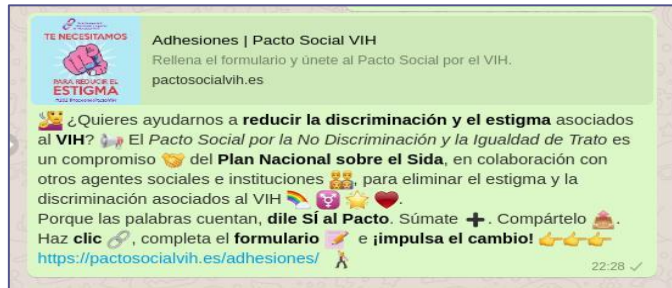 TE NECESITAMOS
PARA REDUCIR EL
ESTIGMA
Adhesiones | Pacto Social VIH
Rellena el formulario y únete al Pacto Social por el VIH.
pactosocialvih.es
¿Quieres ayudarnos a reducir la discriminación y el estigma asociados
al VIH? El Pacto Social por la No Discriminación y la Igualdad de Trato es
un compromiso del Plan Nacional sobre el Sida, en colaboración con
otros agentes sociales e instituciones, para eliminar el estigma y la
discriminación asociados al VIH.
Porque las palabras cuentan, dile SÍ al Pacto. Súmate. Compártelo.
Haz clic, completa el formulario e ¡impulsa el cambio!
https://pactosocialvih.es/adhesiones/
22:28